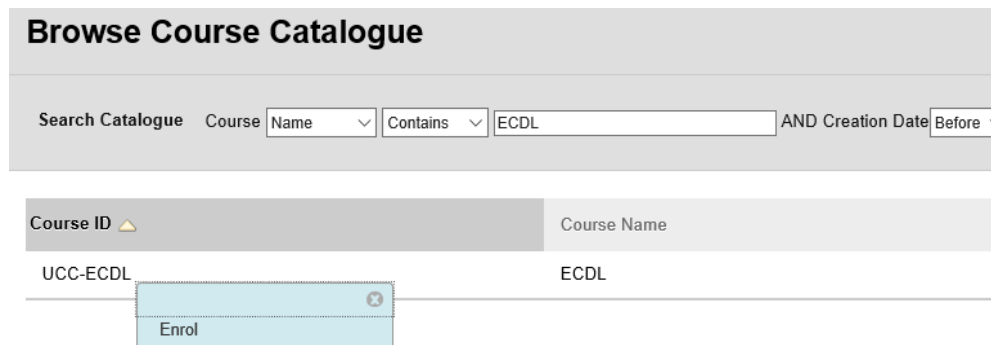 Browse Course Catalogue
Search Catalogue Course Name Contains ECDL AND Creation Date Before
Course ID Course Name
UCC-ECDL ECDL
Enrol